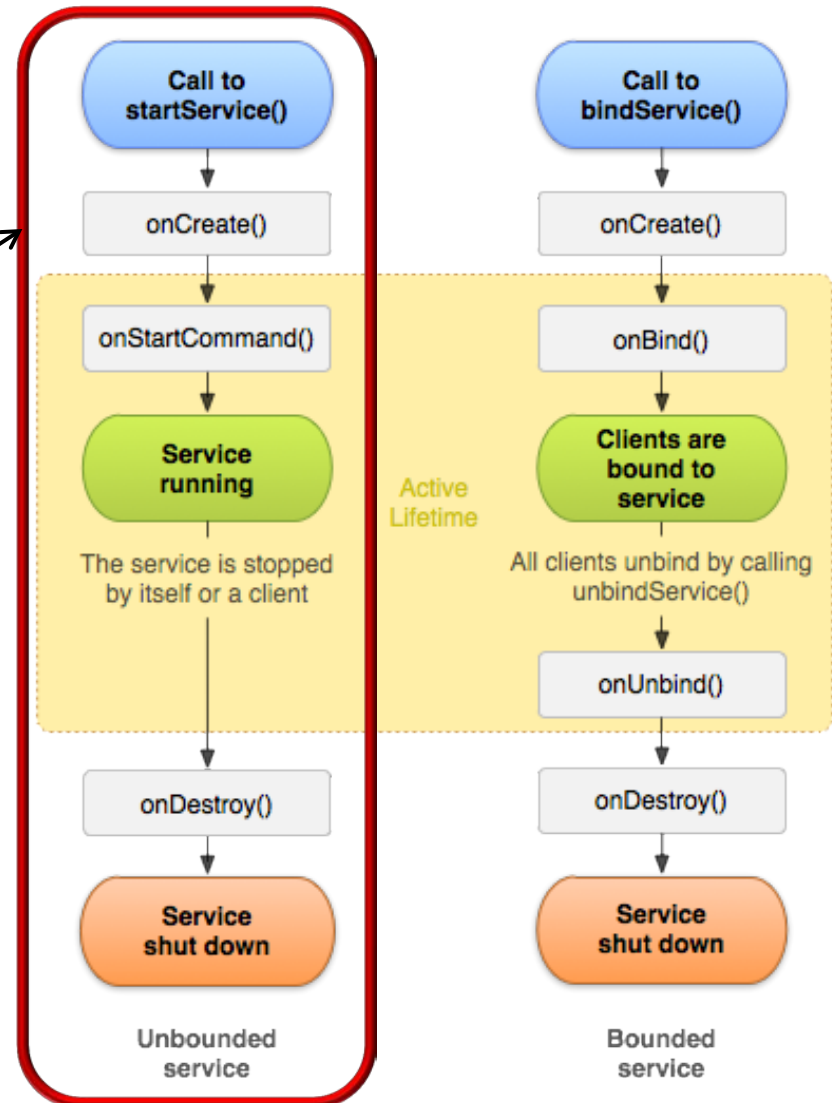 Call to
startService()
onCreate()
onStartCommand()
Service
running
The service is stopped
by itself or a client
onDestroy()
Service
shut down
Unbounded
service
Active
Lifetime
Call to
bindService()
onCreate()
onBind()
Clients are
bound to
service
All clients unbind by calling
unbindService()
onUnbind()
onDestroy()
Service
shut down
Bounded
service